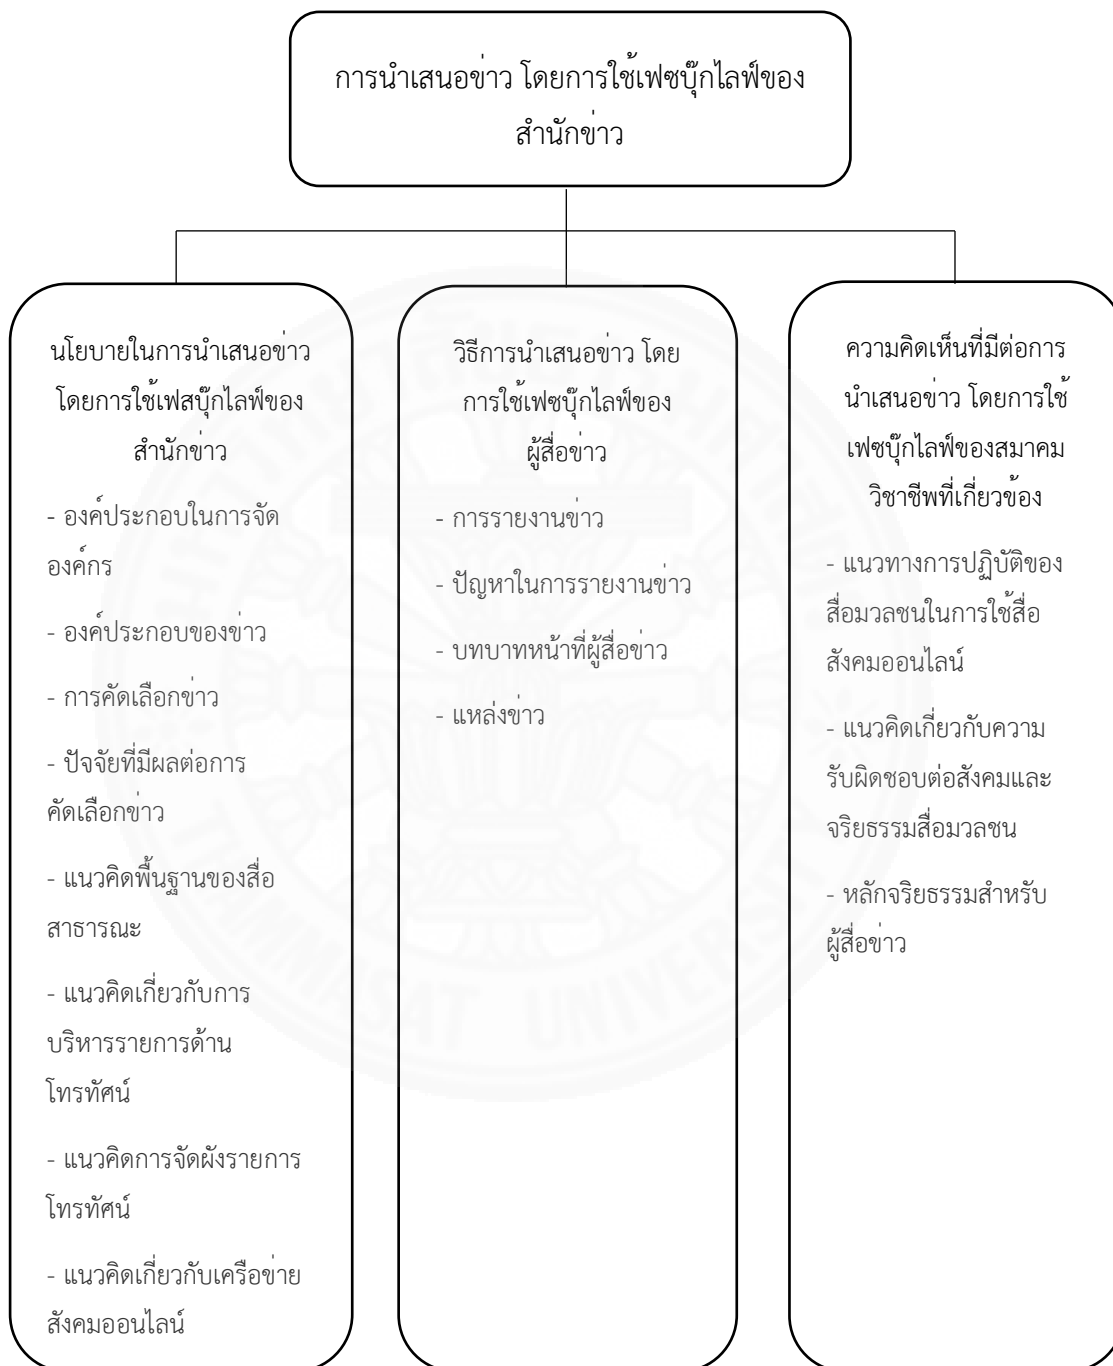 การนำเสนอข่าว โดยการใช้เฟซบุ๊กไลฟ์ของ
สำนักข่าว
นโยบายในการนำเสนอข่าว
โดยการใช้เฟสบุ๊กไลฟ์ของ
สำนักข่าว
- องค์ประกอบในการจัด
องค์กร
- องค์ประกอบของข่าว
- การคัดเลือกข่าว
- ปัจจัยที่มีผลต่อการ
คัดเลือกข่าว
- แนวคิดพื้นฐานของสื่อ
สาธารณะ
- แนวคิดเกี่ยวกับการ
บริหารรายการด้าน
โทรทัศน์
- แนวคิดการจัดผังรายการ
โทรทัศน์
- แนวคิดเกี่ยวกับเครือข่าย
สังคมออนไลน์
วิธีการนำเสนอข่าว โดย
การใช้เฟซบุ๊กไลฟ์ของ
ผู้สื่อข่าว
- การรายงานข่าว
- ปัญหาในการรายงานข่าว
- บทบาทหน้าที่ผู้สื่อข่าว
- แหล่งข่าว
ความคิดเห็นที่มีต่อการ
นำเสนอข่าว โดยการใช้
เฟซบุ๊กไลฟ์ของสมาคม
วิชาชีพที่เกี่ยวข้อง
- แนวทางการปฏิบัติของ
สื่อมวลชนในการใช้สื่อ
สังคมออนไลน์
- แนวคิดเกี่ยวกับความ
รับผิดชอบต่อสังคมและ
จริยธรรมสื่อมวลชน
- หลักจริยธรรมสำหรับ
ผู้สื่อข่าว
THAMMASAT UNIVERSITY